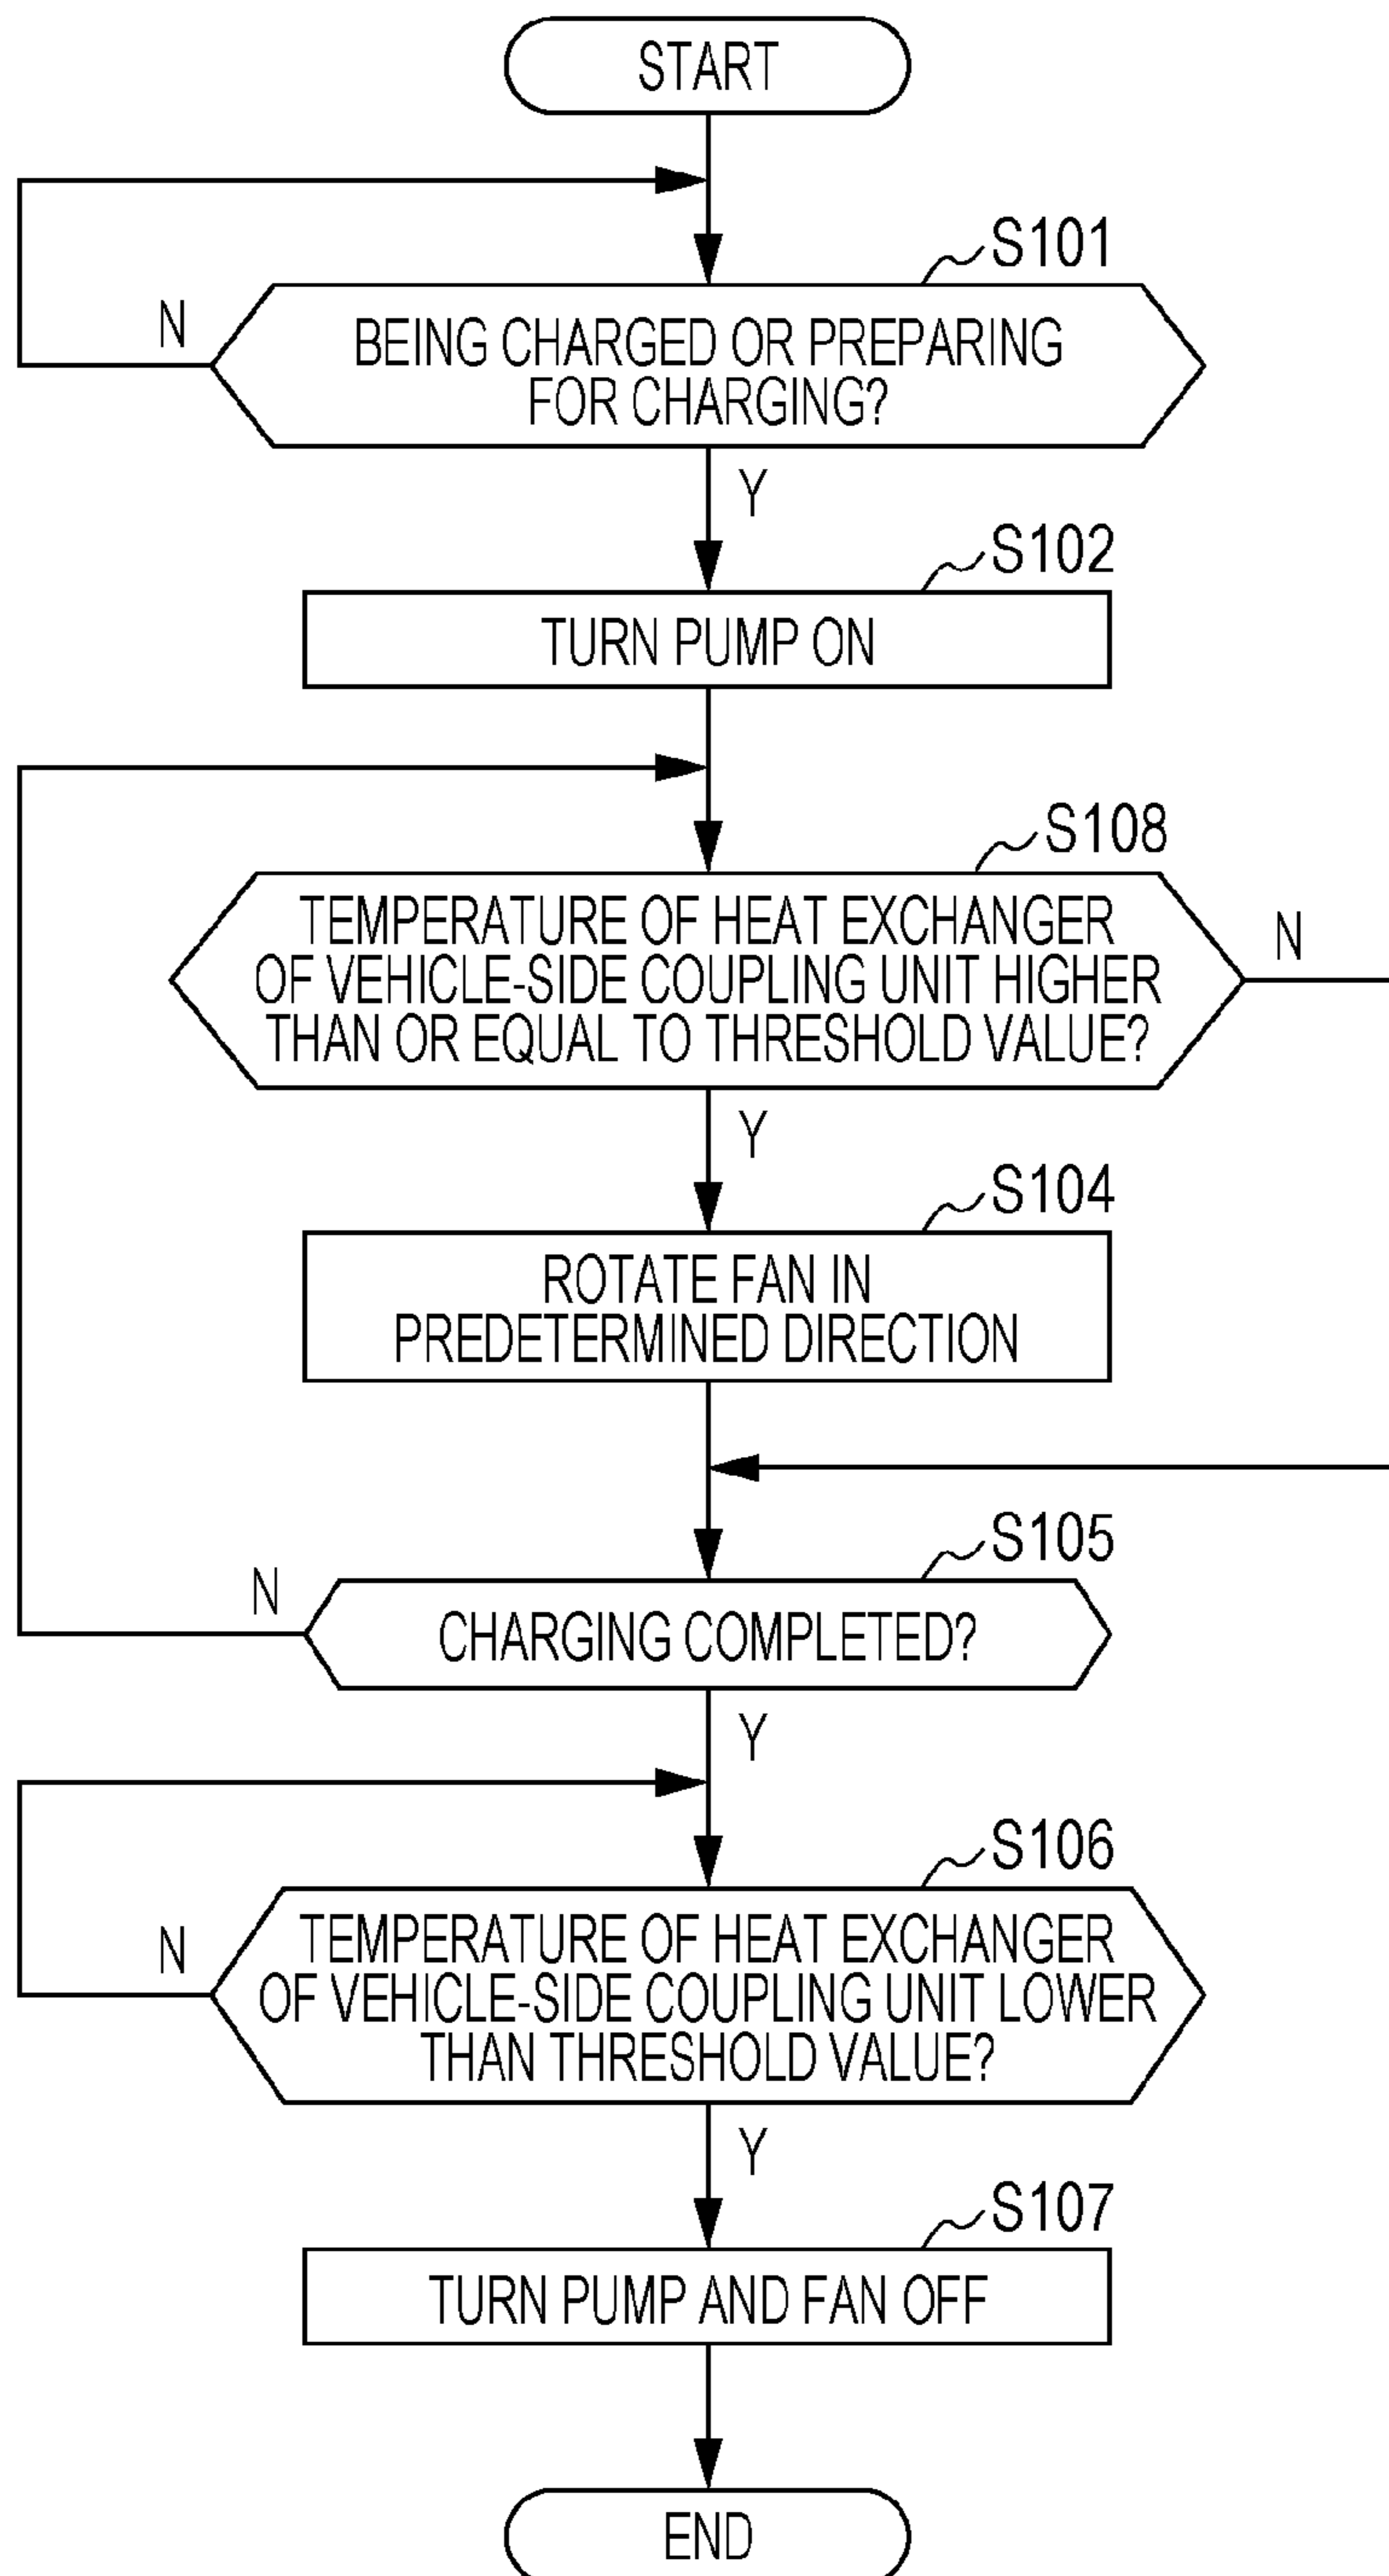 START
S101
N
BEING CHARGED OR PREPARING
FOR CHARGING?
Y
S102
TURN PUMP ON
S108
TEMPERATURE OF HEAT EXCHANGER
OF VEHICLE-SIDE COUPLING UNIT HIGHER
THAN OR EQUAL TO THRESHOLD VALUE?
N
Y
S104
ROTATE FAN IN
PREDETERMINED DIRECTION
S105
N
CHARGING COMPLETED?
Y
S106
N
TEMPERATURE OF HEAT EXCHANGER
OF VEHICLE-SIDE COUPLING UNIT LOWER
THAN THRESHOLD VALUE?
Y
S107
TURN PUMP AND FAN OFF
END